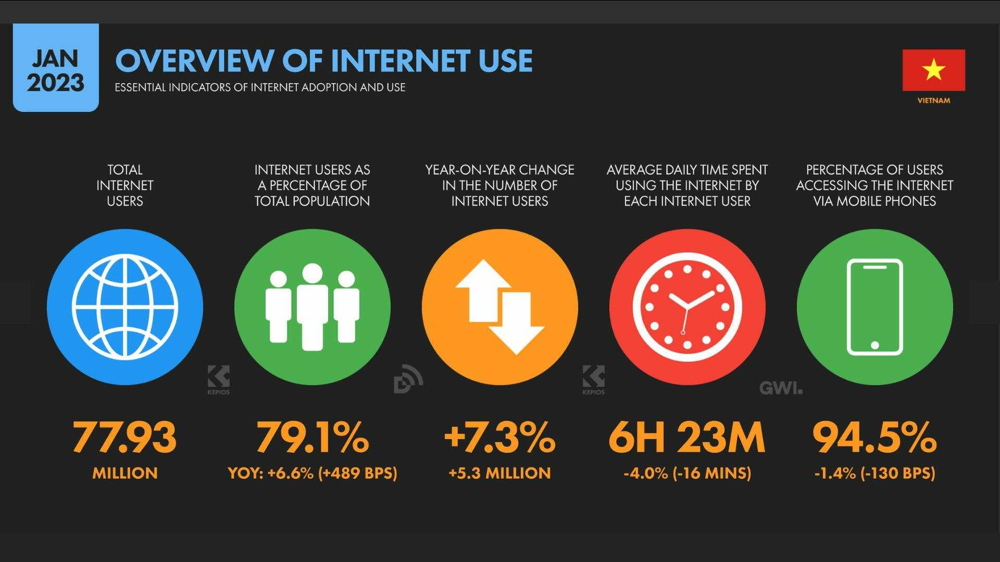 JAN
2023
OVERVIEW OF INTERNET USE
ESSENTIAL INDICATORS OF INTERNET ADOPTION AND USE
VIETNAM
TOTAL
INTERNET
USERS
INTERNET USERS AS
A PERCENTAGE OF
TOTAL POPULATION
YEAR-ON-YEAR CHANGE
IN THE NUMBER OF
INTERNET USERS
AVERAGE DAILY TIME SPENT
USING THE INTERNET BY
EACH INTERNET USER
PERCENTAGE OF USERS
ACCESSING THE INTERNET
VIA MOBILE PHONES
KEPIOS
KEPIOS
GWI.
77.93
MILLION
79.1%
YOY: +6.6% (+489 BPS)
+7.3%
+5.3 MILLION
6H 23M
-4.0% (-16 MINS)
94.5%
-1.4% (-130 BPS)